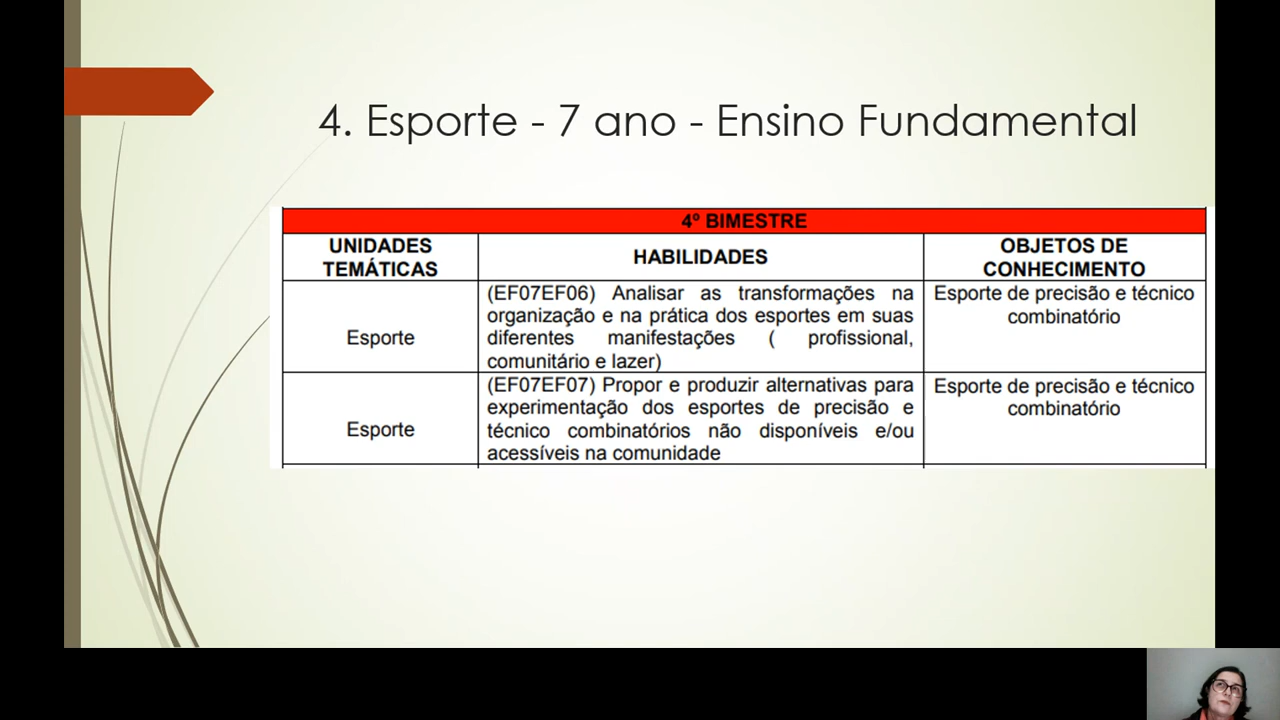 4. Esporte - 7 ano - Ensino Fundamental
4º BIMESTRE
UNIDADES
TEMÁTICAS
HABILIDADES
OBJETOS DE
CONHECIMENTO
Esporte
(EF07EF06) Analisar as transformações na
organização e na prática dos esportes em suas
diferentes manifestações ( profissional,
comunitário e lazer)
Esporte de precisão e técnico
combinatório
Esporte
(EF07EF07) Propor e produzir alternativas para
experimentação dos esportes de precisão e
técnico combinatórios não disponíveis e/ou
acessíveis na comunidade
Esporte de precisão e técnico
combinatório